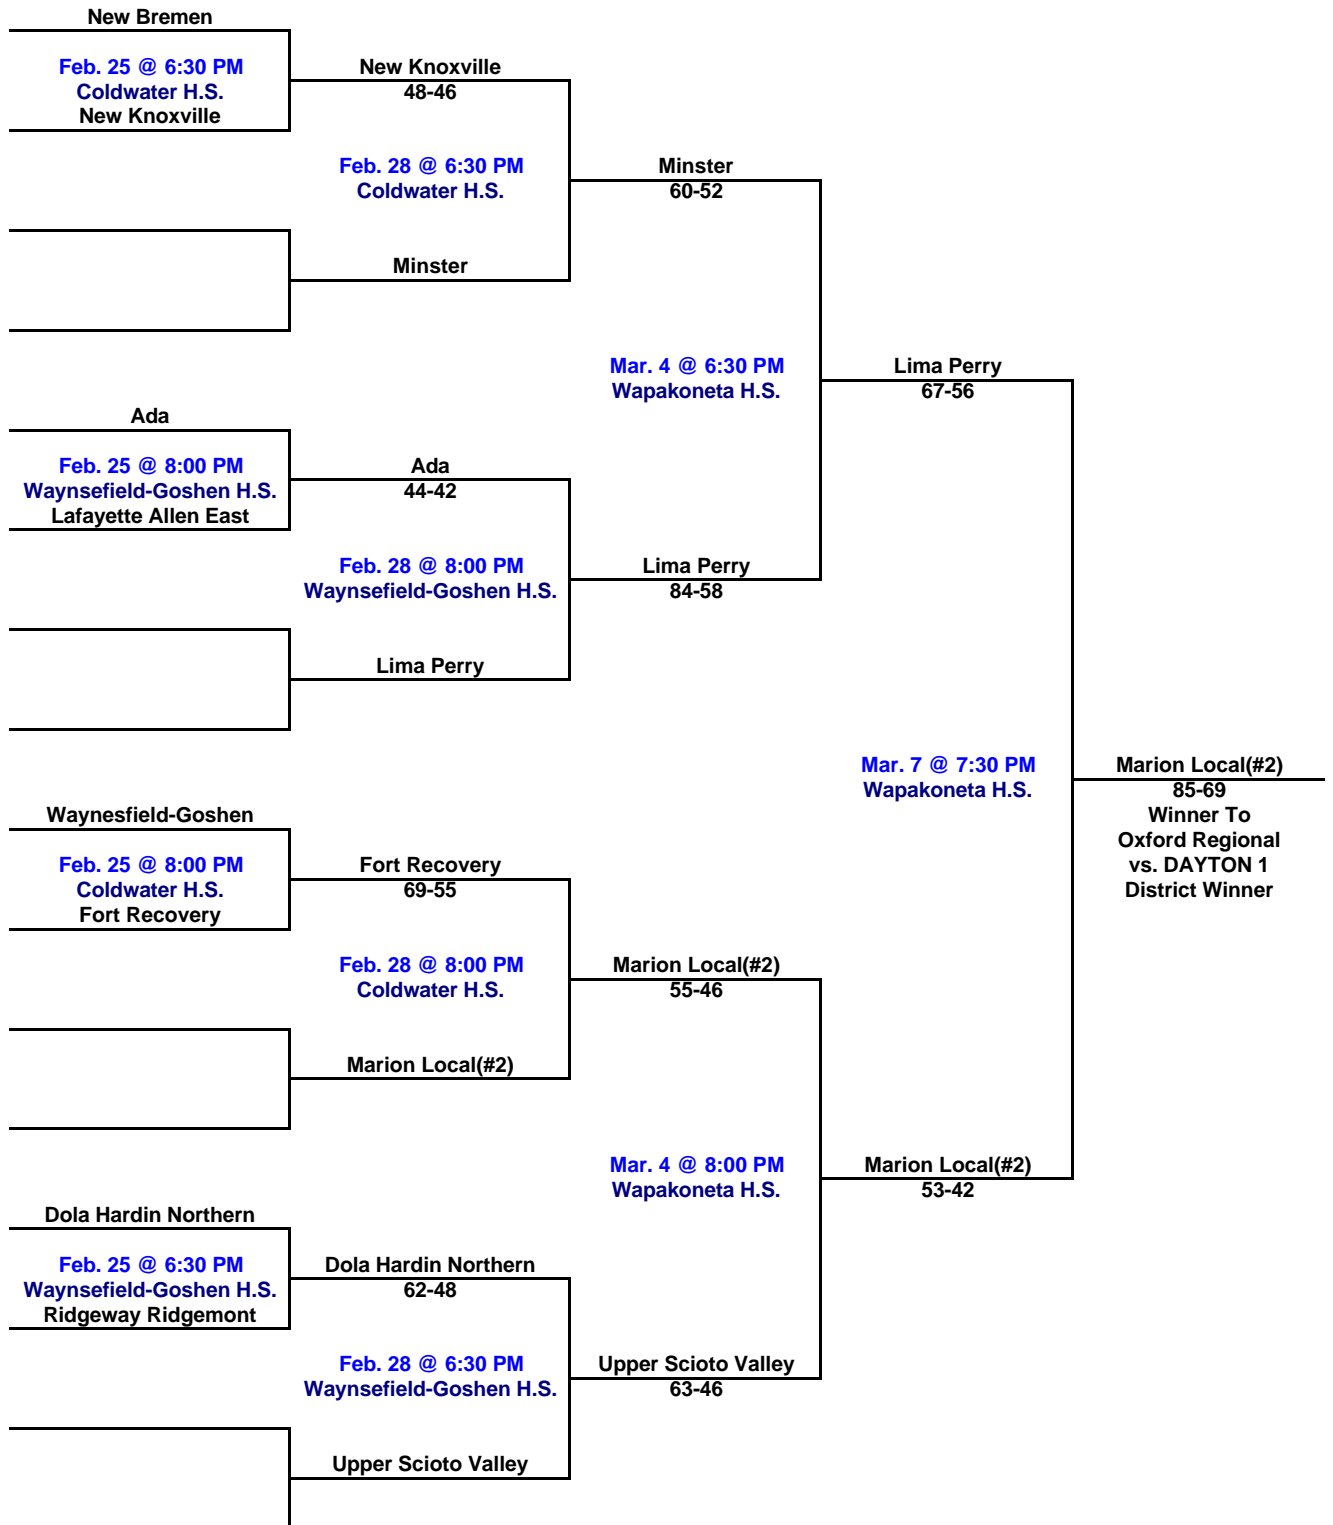 New Bremen
Feb. 25 @ 6:30 PM
Coldwater H.S.
New Knoxville
New Knoxville
48-46
Feb. 28 @ 6:30 PM
Coldwater H.S.
Minster
Minster
60-52
Mar. 4 @ 6:30 PM
Wapakoneta H.S.
Lima Perry
67-56
Ada
Feb. 25 @ 8:00 PM
Waynsefield-Goshen H.S.
Lafayette Allen East
Ada
44-42
Feb. 28 @ 8:00 PM
Waynsefield-Goshen H.S.
Lima Perry
Lima Perry
84-58
Mar. 7 @ 7:30 PM
Wapakoneta H.S.
Marion Local(#2)
85-69
Winner To
Oxford Regional
vs. DAYTON 1
District Winner
Waynesfield-Goshen
Feb. 25 @ 8:00 PM
Coldwater H.S.
Fort Recovery
Fort Recovery
69-55
Feb. 28 @ 8:00 PM
Coldwater H.S.
Marion Local(#2)
Marion Local(#2)
55-46
Mar. 4 @ 8:00 PM
Wapakoneta H.S.
Marion Local(#2)
53-42
Dola Hardin Northern
Feb. 25 @ 6:30 PM
Waynsefield-Goshen H.S.
Ridgeway Ridgemont
Dola Hardin Northern
62-48
Feb. 28 @ 6:30 PM
Waynsefield-Goshen H.S.
Upper Scioto Valley
63-46
Upper Scioto Valley